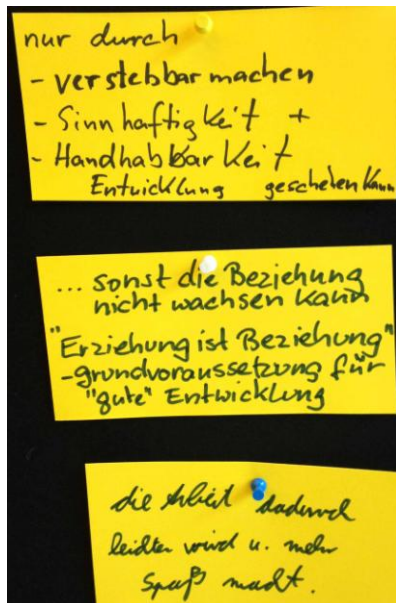 nur durch
- verstehbar machen
- Sinnhaftigkeit +
- Handhabbarkeit
Entwicklung geschehen kann
... sonst die Beziehung
nicht wachsen kann
"Erziehung ist Beziehung"
- grundvoraussetzung für
"gute" Entwicklung
die Arbeit dadurch
leichter wird u. mehr
Spaß macht.